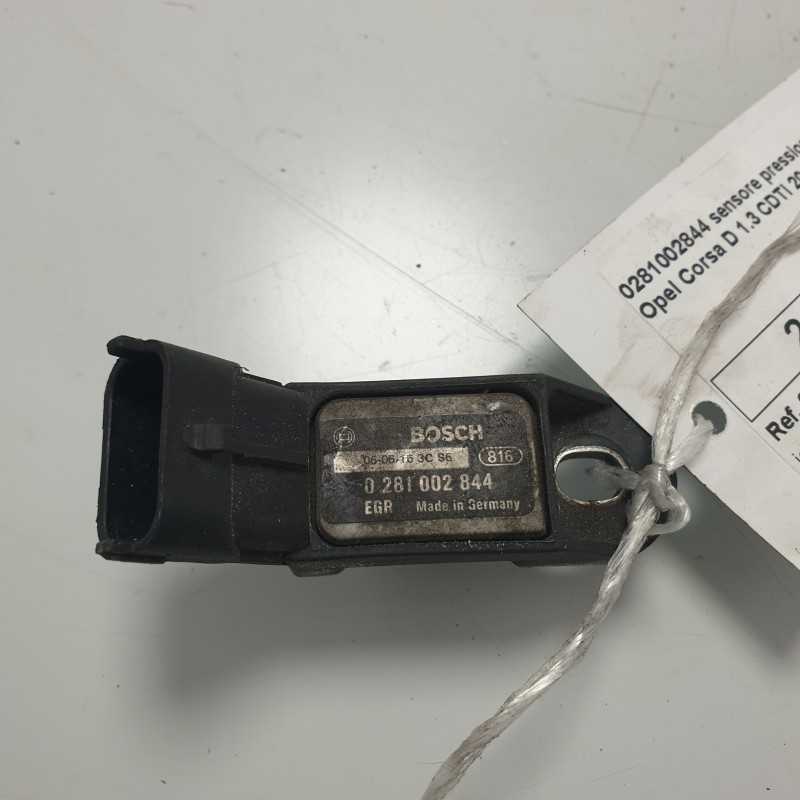 BOSCH
06-06-16 3C S6 816
0 281 002 844
EGR Made in Germany
0281002844 sensore pression
Opel Corsa D 1.3 CDTI 20
2
Ref.